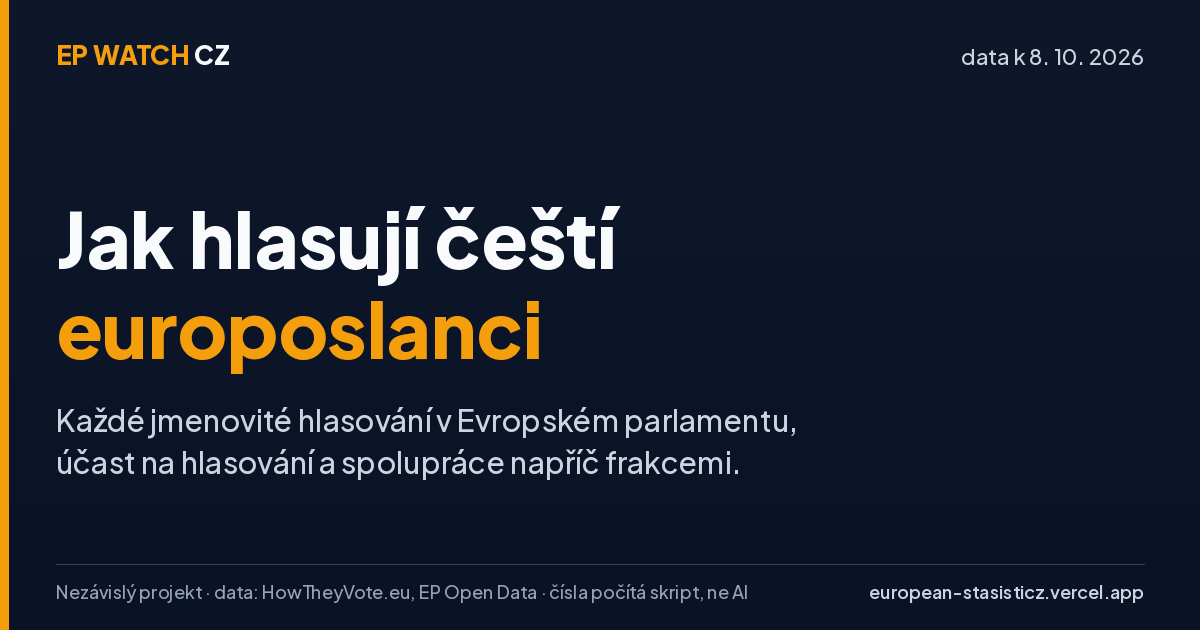 EP WATCH CZ
data k 8. 10. 2026
Jak hlasují čeští
europoslanci
Každé jmenovité hlasování v Evropském parlamentu,
účast na hlasování a spolupráce napříč frakcemi.
Nezávislý projekt · data: HowTheyVote.eu, EP Open Data · čísla počítá skript, ne AI
european-stasisticz.vercel.app